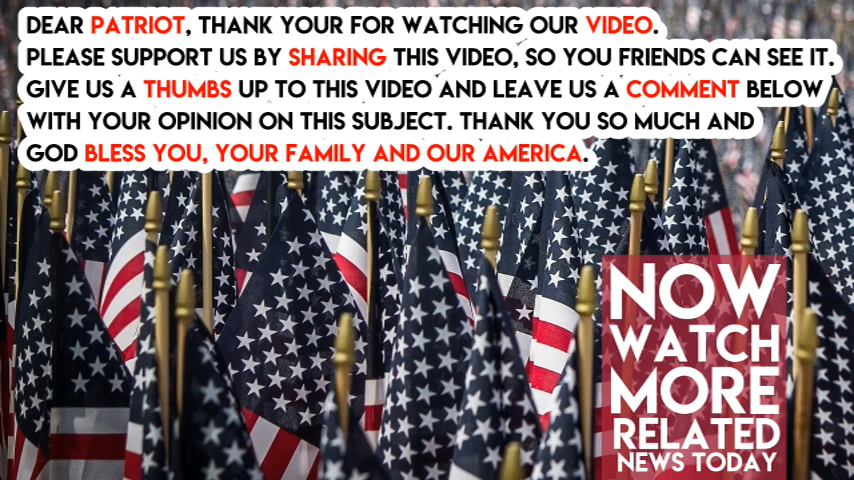 DEAR PATRIOT, THANK YOUR FOR WATCHING OUR VIDEO.
PLEASE SUPPORT US BY SHARING THIS VIDEO, SO YOU FRIENDS CAN SEE IT.
GIVE US A THUMBS UP TO THIS VIDEO AND LEAVE US A COMMENT BELOW
WITH YOUR OPINION ON THIS SUBJECT. THANK YOU SO MUCH AND
GOD BLESS YOU, YOUR FAMILY AND OUR AMERICA.
NOW
WATCH
MORE
RELATED
NEWS TODAY